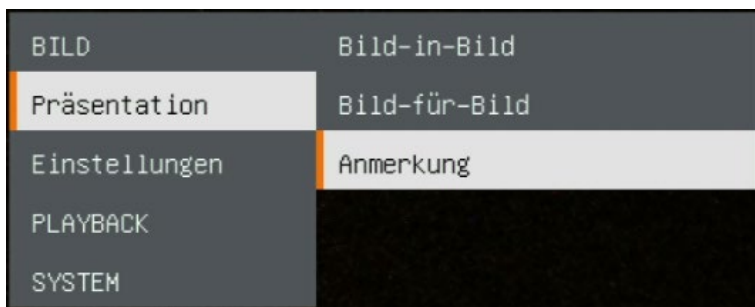 BILD
Präsentation
Einstellungen
PLAYBACK
SYSTEM
Bild-in-Bild
Bild-für-Bild
Anmerkung